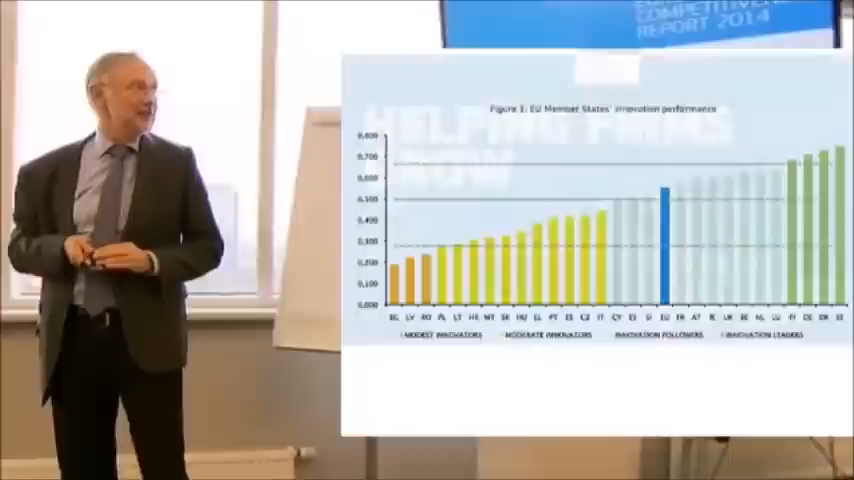 COMPETITIVENESS
REPORT 2014
HELPING FIRMS
GROW
Figure 1: EU Member States' innovation performance
0,800
0,700
0,600
0,500
0,400
0,300
0,200
0,100
0,000
BG LV RO PL LT HR MT SK HU EL PT ES CZ IT CY EE SI EU FR AT IE UK BE NL LU FI DE DK SE
MODEST INNOVATORS MODERATE INNOVATORS INNOVATION FOLLOWERS INNOVATION LEADERS